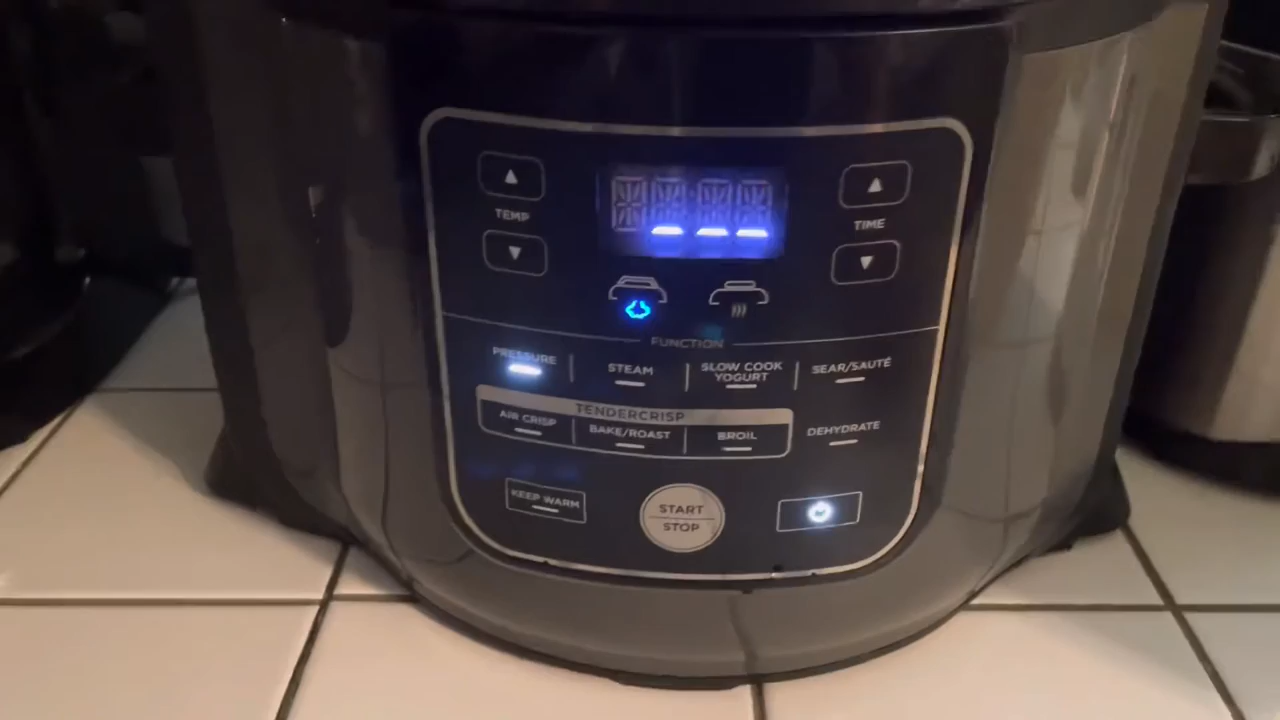 TEMP
TIME
FUNCTION
PRESSURE
STEAM
SLOW COOK
YOGURT
SEAR/SAUTÉ
TENDERCRISP
AIR CRISP
BAKE/ROAST
BROIL
DEHYDRATE
KEEP WARM
START
STOP